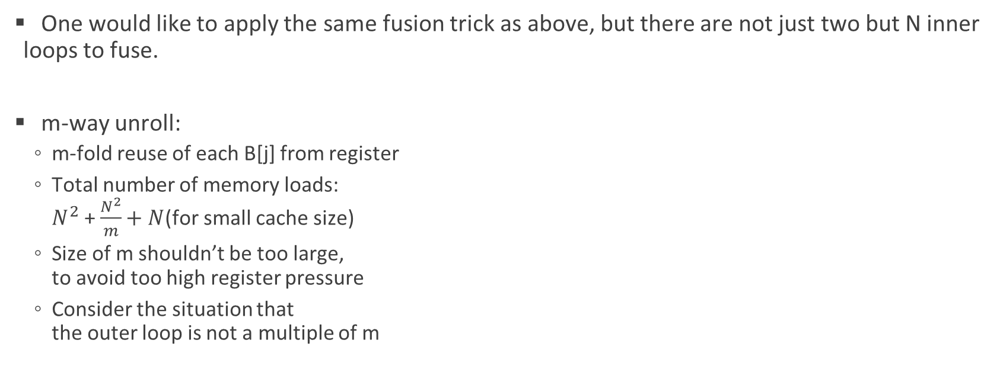 ▪ One would like to apply the same fusion trick as above, but there are not just two but N inner
loops to fuse.
▪ m-way unroll:
◦ m-fold reuse of each B[j] from register
◦ Total number of memory loads:
N² + N²/m + N(for small cache size)
◦ Size of m shouldn’t be too large,
to avoid too high register pressure
◦ Consider the situation that
the outer loop is not a multiple of m